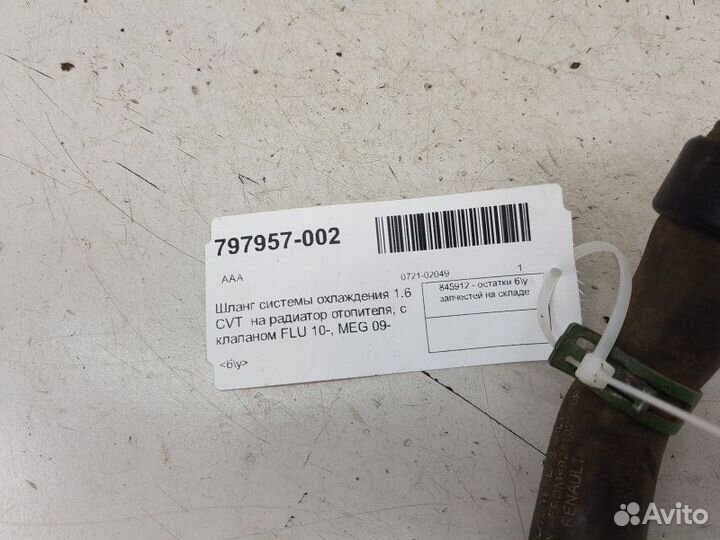 797957-002
AAA
0721-02049
1
Шланг системы охлаждения 1.6
CVT на радиатор отопителя, с
клапаном FLU 10-, MEG 09-
845912 - остатки б\у
запчестей на складе
<б\у>
RENAULT
Avito